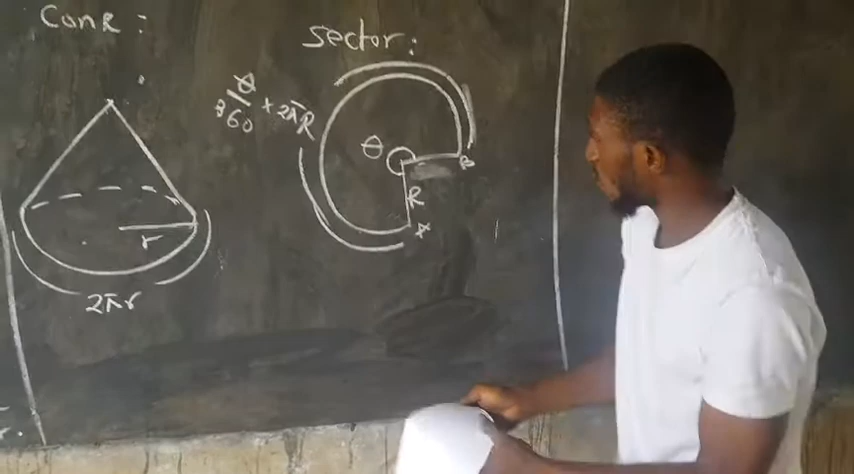 Cone:
r
2πr
Sector:
θ/360 × 2πR
θ
B
R
A